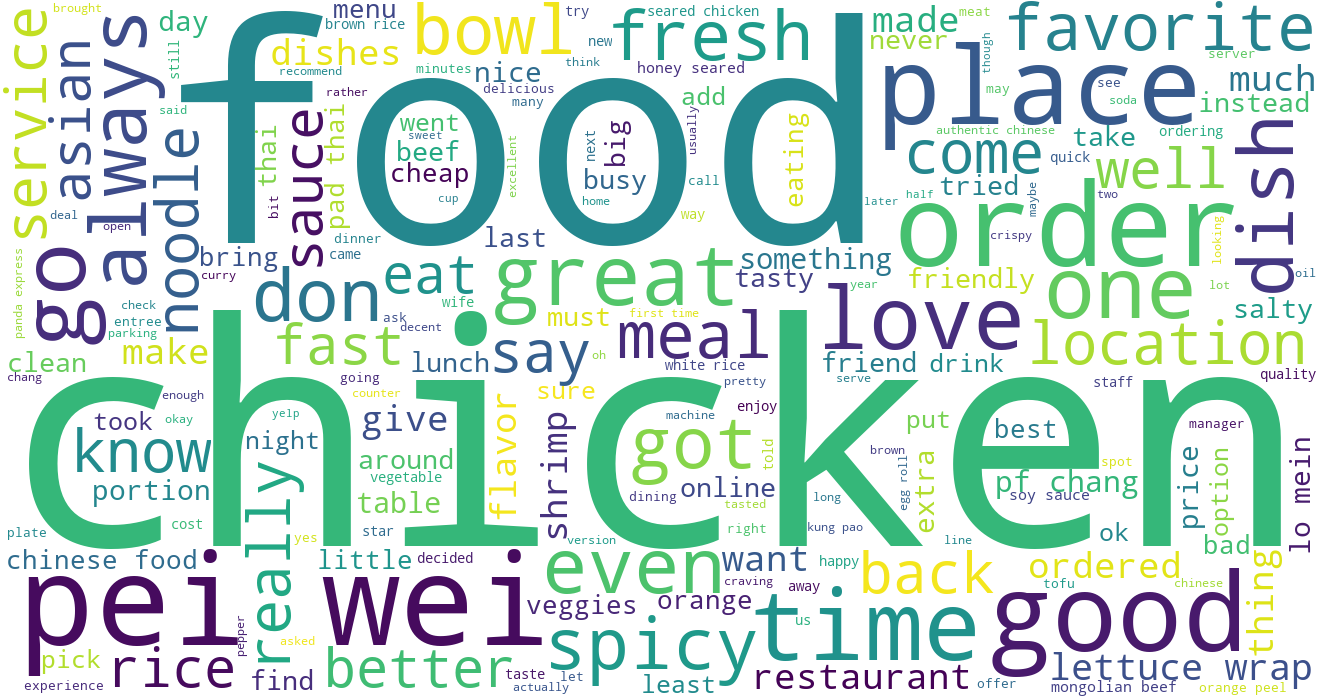 food
chicken
pei wei
place
good
order
time
great
love
favorite
fresh
bowl
always
go
service
asian
noodle
sauce
dishes
menu
day
still
brought
said
brown rice
recommend
rather
nice
minutes
delicious
many
seared chicken
try
new
think
honey seared
add
made
never
meat
though
server
see
much
instead
may
soda
authentic chinese
take
ordering
come
well
tried
quick
dish
went
sweet
beef
cheap
cup
excellent
next
big
busy
home
usually
call
way
eating
later
half
maybe
two
crispy
looking
oil
lot
bit thai
pad thai
deal
open
bring
curry
dinner
came
last
don
eat
wife
tasty
something
friendly
year
one
salty
panda express
check
entree
parking
make
clean
chang
fast
ask
decent
say
must
first time
oh
meal
location
lunch
sure
white rice
pretty
friend
drink
serve
staff
quality
enough
okay
took
know
portion
cost
yelp
night
going
counter
give
around
vegetable
table
star
yes
really
flavor
shrimp
machine
got
told
enjoy
dining
online
tasted
right
long
brown
egg roll
kung pao
put
extra
best
pf chang
soy sauce
spot
manager
price
option
lo mein
plate
chinese food
little
decided
version
even
want
craving
away
happy
line
back
ok
ordered
bad
tofu
chinese
thing
veggies
orange
us
spicy
pick
experience
rice
pepper
asked
find
better
taste
actually
let
least
restaurant
offer
lettuce wrap
mongolian beef
orange peel